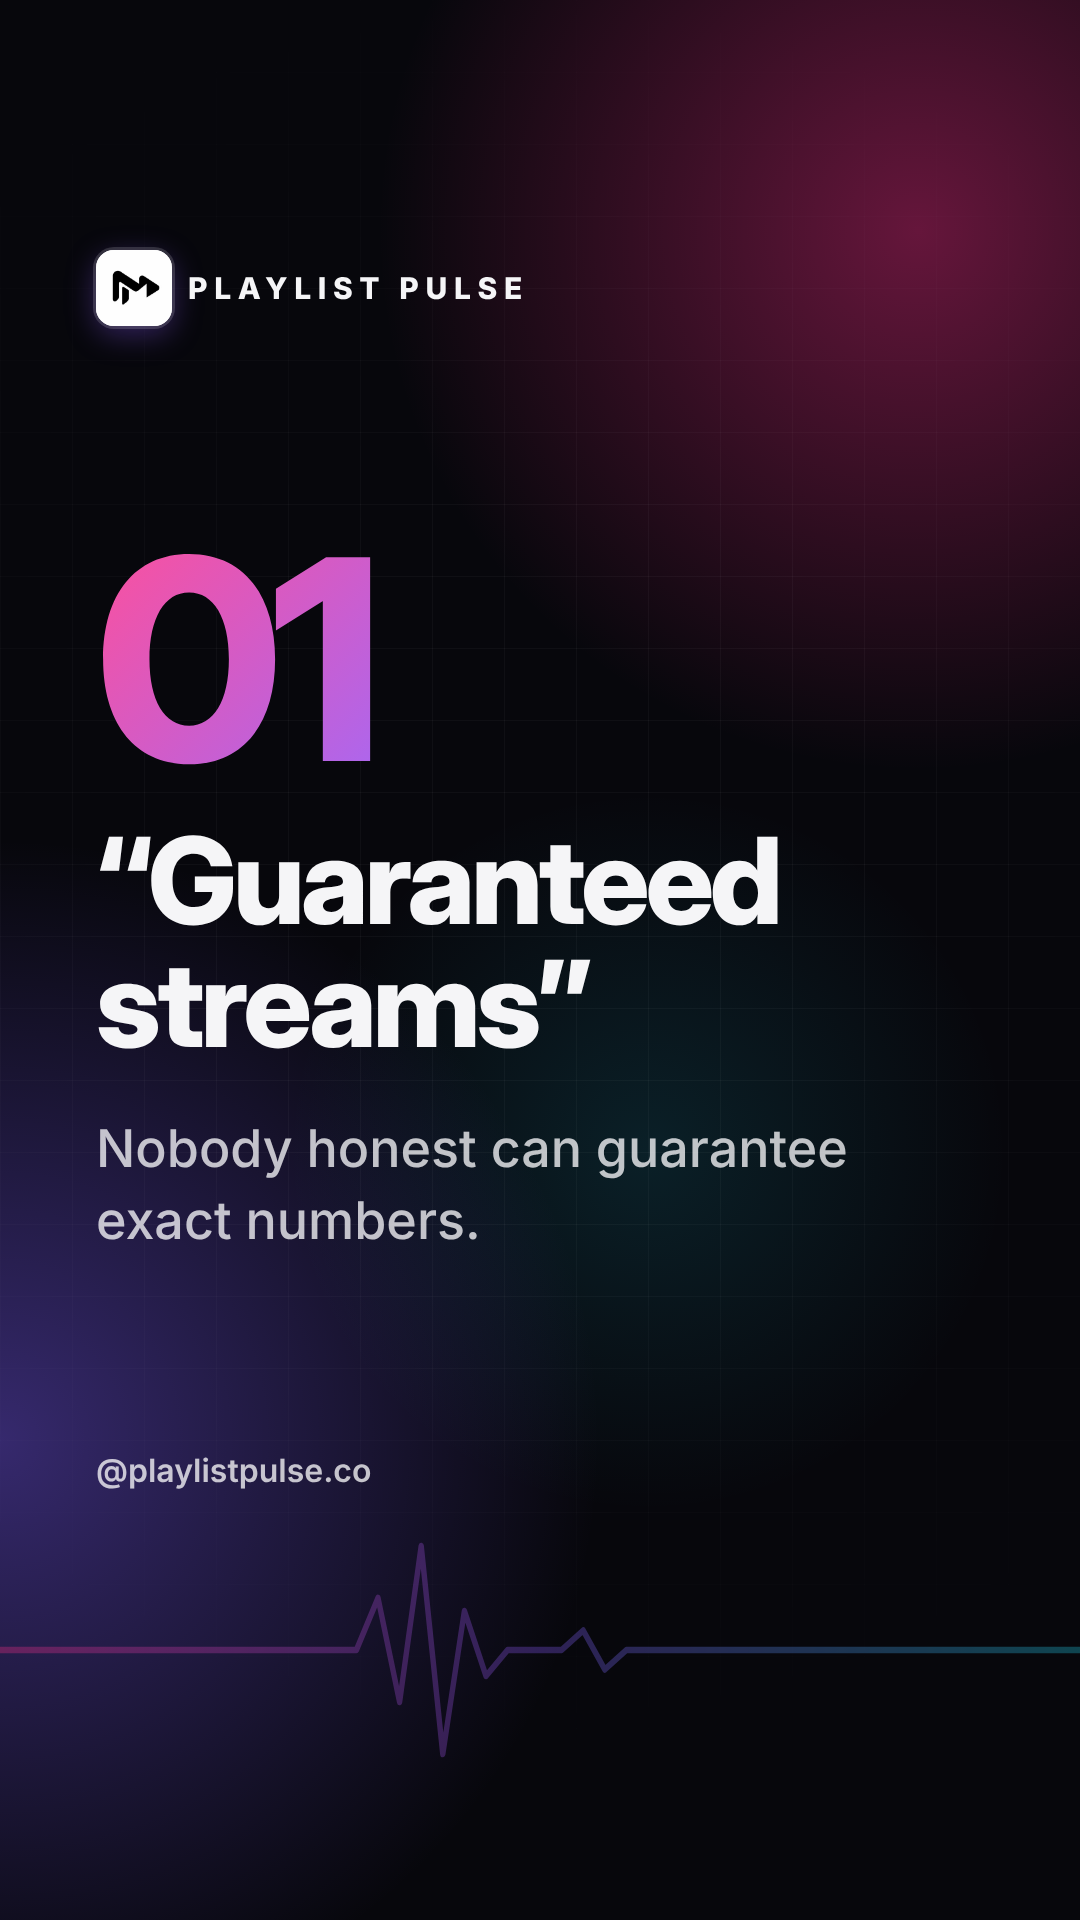 PLAYLIST PULSE
01
“Guaranteed
streams”
Nobody honest can guarantee
exact numbers.
@playlistpulse.co